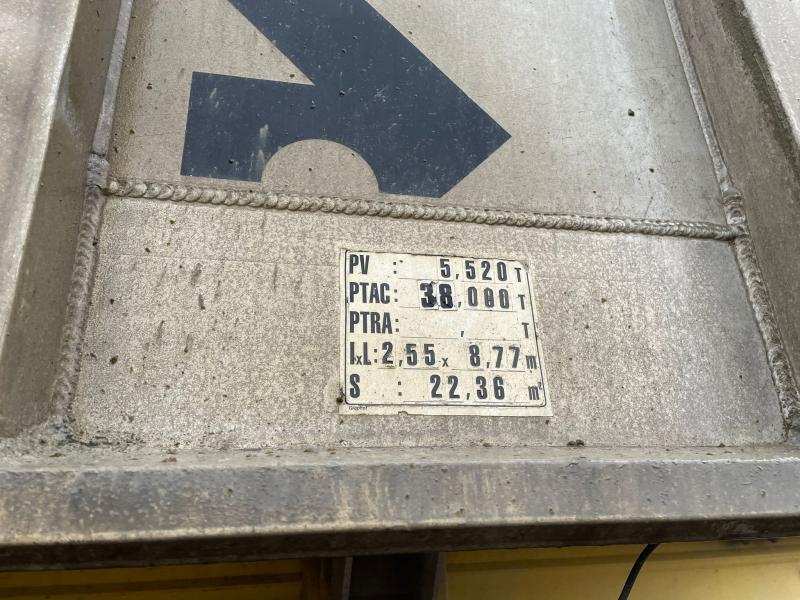 PV : 5,520 T
PTAC: 38,000 T
PTRA: , T
lxL: 2,55 x 8,77 m
S : 22,36 m²